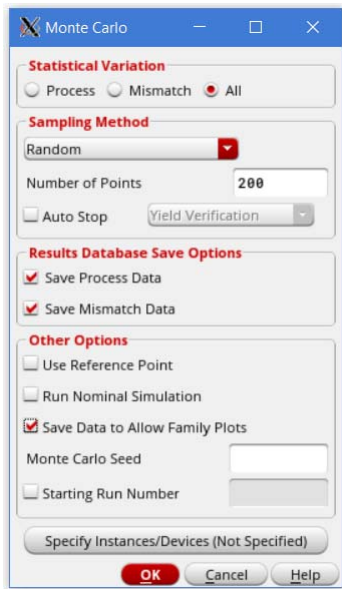 Monte Carlo
Statistical Variation
Process Mismatch All
Sampling Method
Random
Number of Points 200
Auto Stop Yield Verification
Results Database Save Options
Save Process Data
Save Mismatch Data
Other Options
Use Reference Point
Run Nominal Simulation
Save Data to Allow Family Plots
Monte Carlo Seed
Starting Run Number
Specify Instances/Devices (Not Specified)
OK Cancel Help